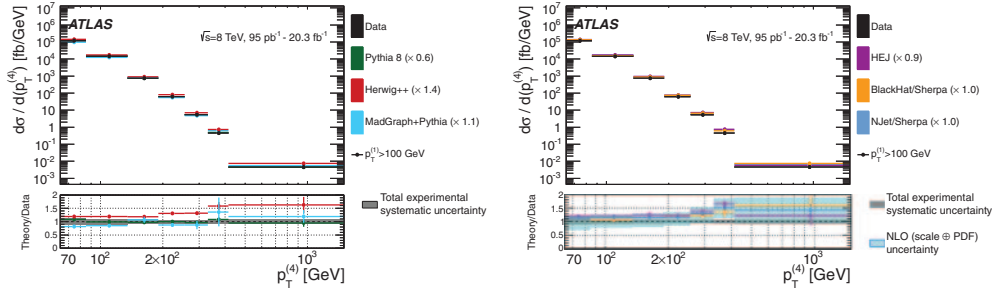 ATLAS
√s=8 TeV, 95 pb⁻¹ - 20.3 fb⁻¹
dσ / d(p_T^(4)) [fb/GeV]
10⁷
10⁶
10⁵
10⁴
10³
10²
10
1
10⁻¹
10⁻²
10⁻³
Data
Pythia 8 (× 0.6)
Herwig++ (× 1.4)
MadGraph+Pythia (× 1.1)
p_T^(1)>100 GeV
Theory/Data
2
1.5
1
0.5
0
Total experimental
systematic uncertainty
70 10² 2×10² 10³
p_T^(4) [GeV]
ATLAS
√s=8 TeV, 95 pb⁻¹ - 20.3 fb⁻¹
dσ / d(p_T^(4)) [fb/GeV]
10⁷
10⁶
10⁵
10⁴
10³
10²
10
1
10⁻¹
10⁻²
10⁻³
Data
HEJ (× 0.9)
BlackHat/Sherpa (× 1.0)
NJet/Sherpa (× 1.0)
p_T^(1)>100 GeV
Theory/Data
2
1.5
1
0.5
0
Total experimental
systematic uncertainty
NLO (scale ⊕ PDF)
uncertainty
70 10² 2×10² 10³
p_T^(4) [GeV]